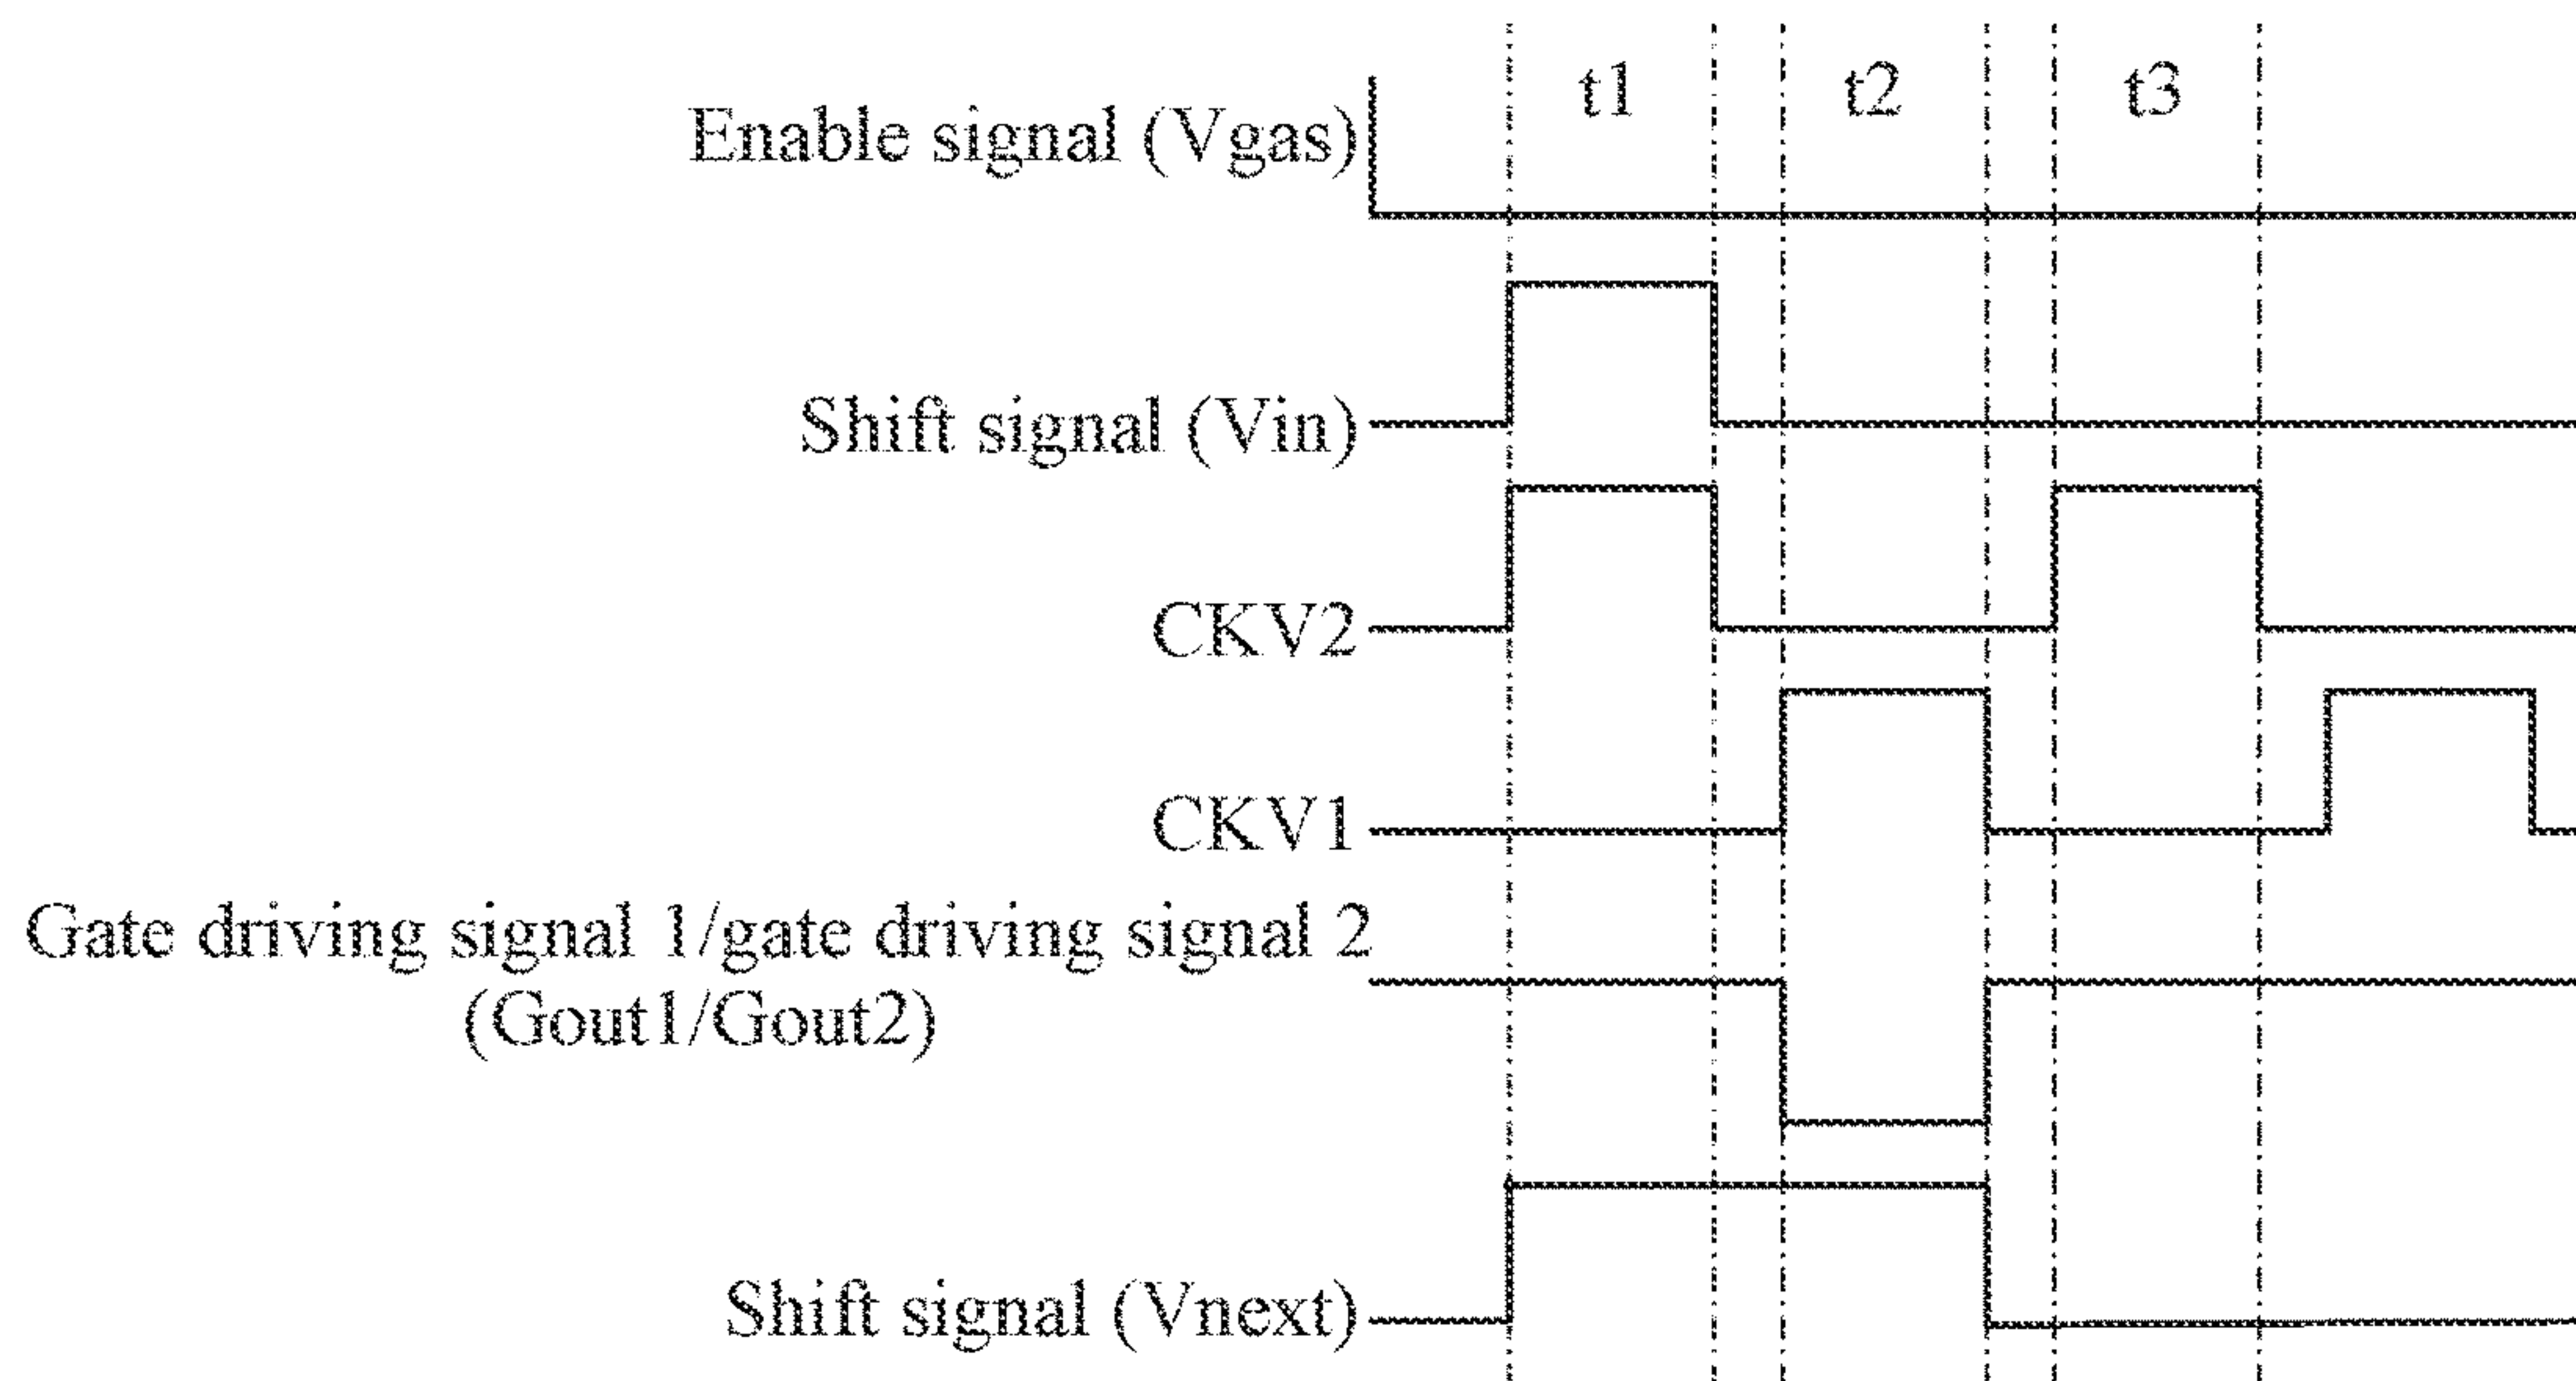 t1 t2 t3
Enable signal (Vgas)
Shift signal (Vin)
CKV2
CKV1
Gate driving signal 1/gate driving signal 2
(Gout1/Gout2)
Shift signal (Vnext)